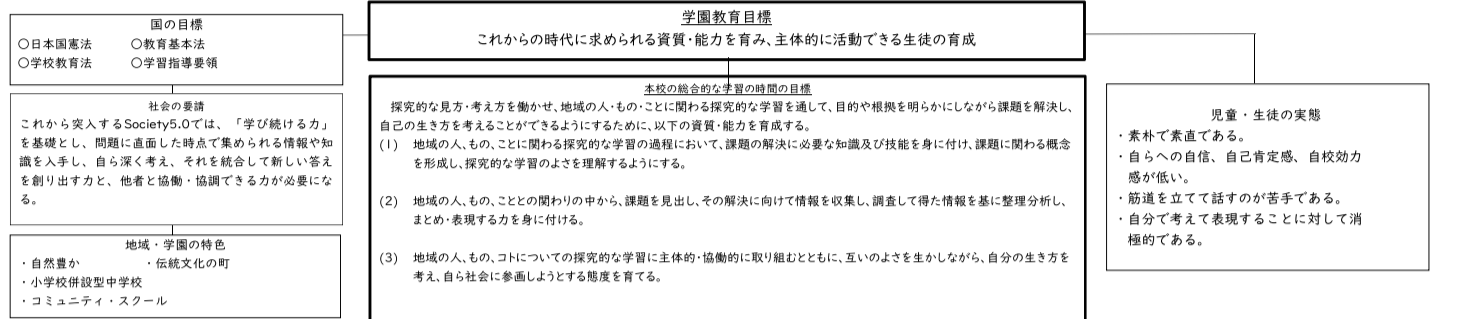 国の目標
○日本国憲法 ○教育基本法
○学校教育法 ○学習指導要領
社会の要請
これから突入するSociety5.0では、「学び続ける力」
を基礎とし、問題に直面した時点で集められる情報や知
識を入手し、自ら深く考え、それを統合して新しい答え
を創り出す力と、他者と協働・協調できる力が必要にな
る。
地域・学園の特色
・自然豊か ・伝統文化の町
・小学校併設型中学校
・コミュニティ・スクール
学園教育目標
これからの時代に求められる資質・能力を育み、主体的に活動できる生徒の育成
本校の総合的な学習の時間の目標
探究的な見方・考え方を働かせ、地域の人・もの・ことに関わる探究的な学習を通して、目的や根拠を明らかにしながら課題を解決し、
自己の生き方を考えることができるようにするために、以下の資質・能力を育成する。
(1) 地域の人、もの、ことに関わる探究的な学習の過程において、課題の解決に必要な知識及び技能を身に付け、課題に関わる概念
を形成し、探究的な学習のよさを理解するようにする。
(2) 地域の人、もの、こととの関わりの中から、課題を見出し、その解決に向けて情報を収集し、調査して得た情報を基に整理分析し、
まとめ・表現する力を身に付ける。
(3) 地域の人、もの、コトについての探究的な学習に主体的・協働的に取り組むとともに、互いのよさを生かしながら、自分の生き方を
考え、自ら社会に参画しようとする態度を育てる。
児童・生徒の実態
・素朴で素直である。
・自らへの自信、自己肯定感、自校効力
感が低い。
・筋道を立てて話すのが苦手である。
・自分で考えて表現することに対して消
極的である。